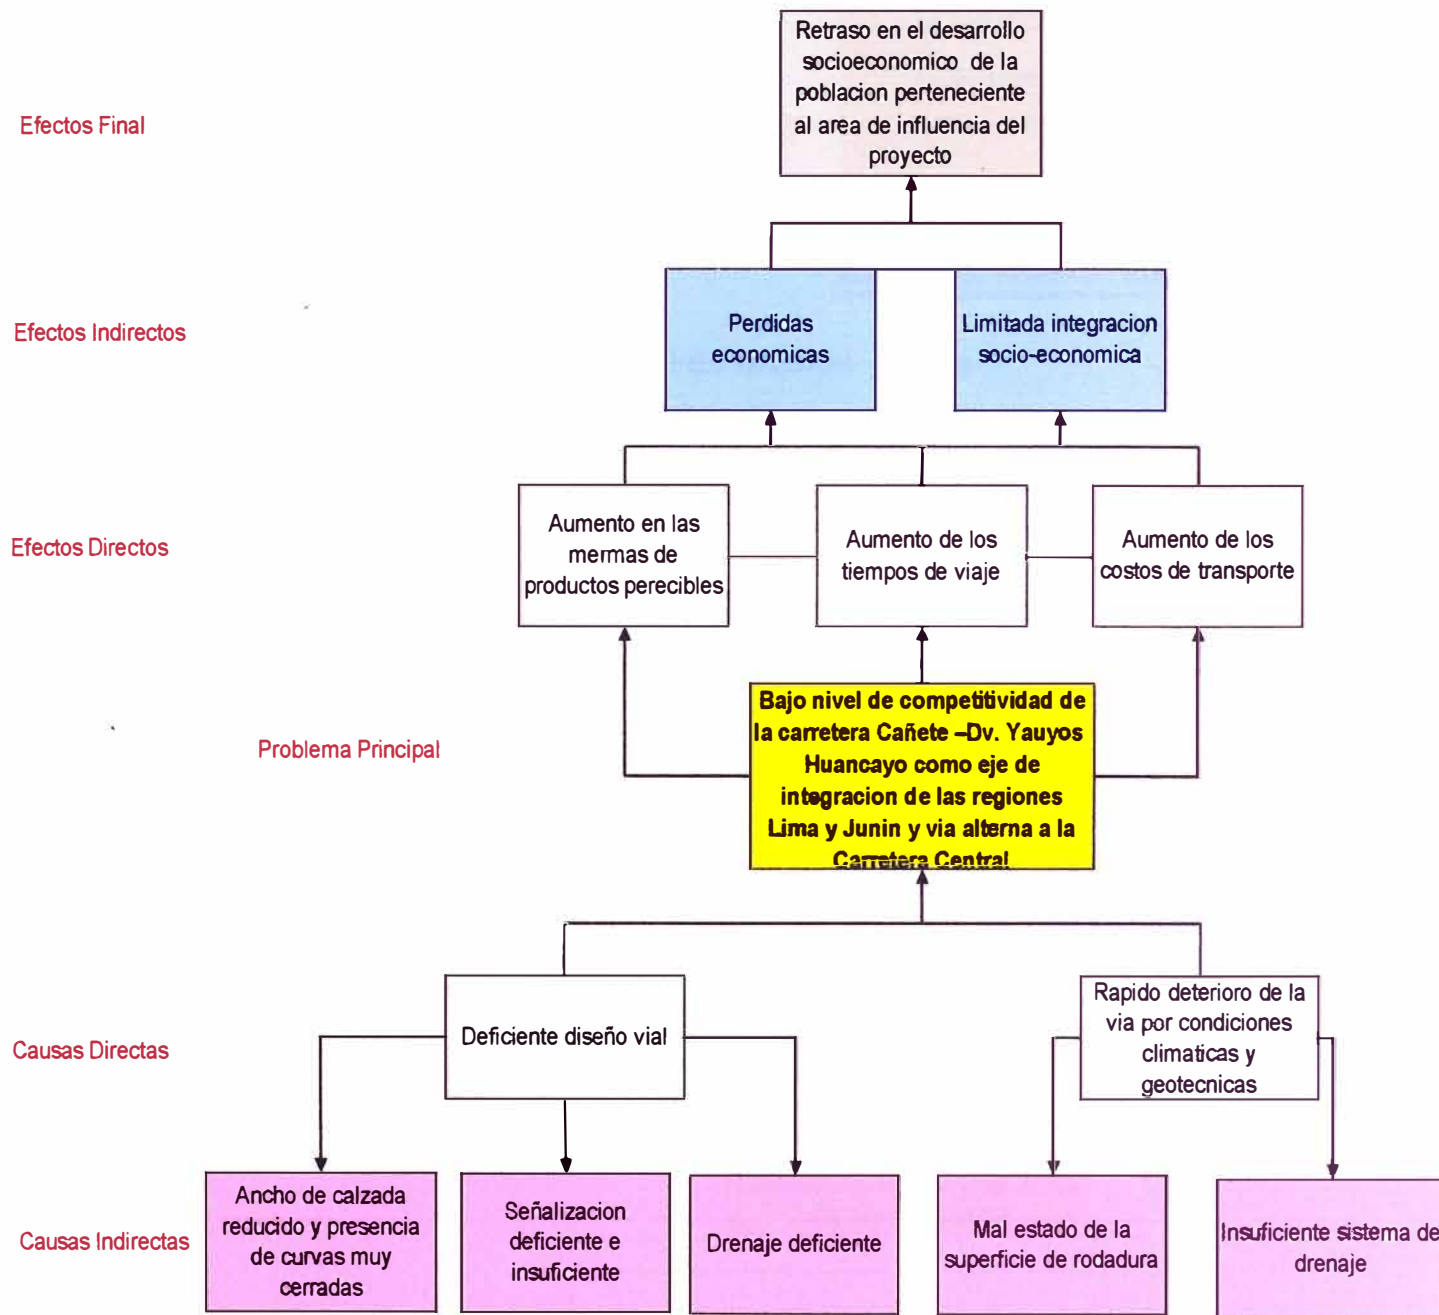 Retraso en el desarrollo
socioeconomico de la
poblacion perteneciente
al area de influencia del
proyecto
Efectos Final
Efectos Indirectos
Perdidas
economicas
Limitada integracion
socio-economica
Efectos Directos
Aumento en las
mermas de
productos perecibles
Aumento de los
tiempos de viaje
Aumento de los
costos de transporte
Problema Principal
Bajo nivel de competitividad de
la carretera Cañete –Dv. Yauyos
Huancayo como eje de
integracion de las regiones
Lima y Junin y via alterna a la
Carretera Central
Causas Directas
Deficiente diseño vial
Rapido deterioro de la
via por condiciones
climaticas y
geotecnicas
Causas Indirectas
Ancho de calzada
reducido y presencia
de curvas muy
cerradas
Señalizacion
deficiente e
insuficiente
Drenaje deficiente
Mal estado de la
superficie de rodadura
Insuficiente sistema de
drenaje